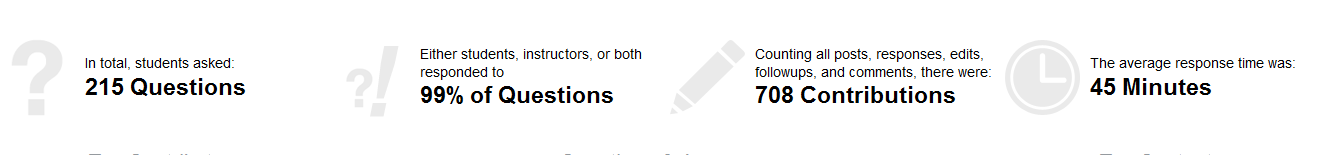 In total, students asked:
215 Questions
Either students, instructors, or both
responded to
99% of Questions
Counting all posts, responses, edits,
followups, and comments, there were:
708 Contributions
The average response time was:
45 Minutes